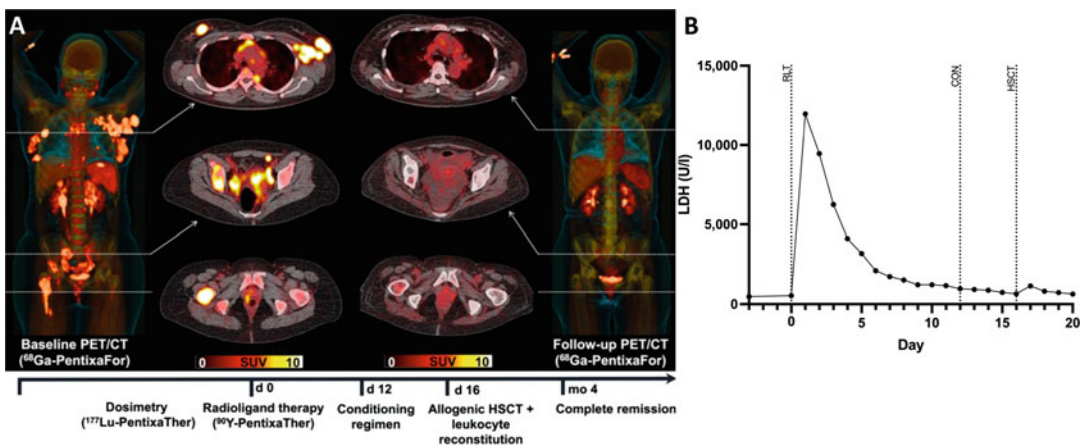 A
0 SUV 10
0 SUV 10
Baseline PET/CT
(⁶⁸Ga-PentixaFor)
Follow-up PET/CT
(⁶⁸Ga-PentixaFor)
d 0
d 12
d 16
mo 4
Dosimetry
(¹⁷⁷Lu-PentixaTher)
Radioligand therapy
(⁹⁰Y-PentixaTher)
Conditioning
regimen
Allogenic HSCT +
leukocyte
reconstitution
Complete remission
B
RLT
CON
HSCT
LDH (U/l)
15,000
10,000
5,000
0
0
5
10
15
20
Day